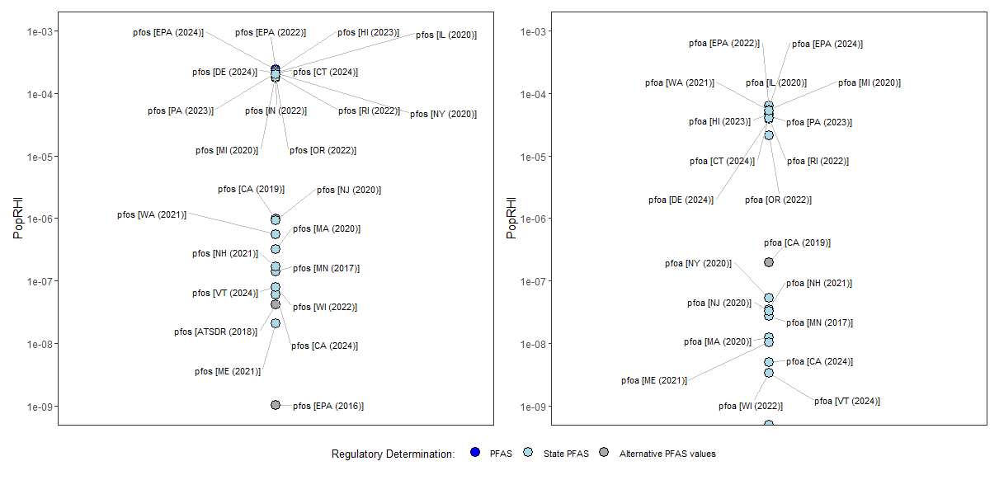 1e-03
1e-04
1e-05
1e-06
1e-07
1e-08
1e-09
PopRHI
pfos [EPA (2024)]
pfos [EPA (2022)]
pfos [HI (2023)]
pfos [IL (2020)]
pfos [DE (2024)]
pfos [CT (2024)]
pfos [PA (2023)]
pfos [IN (2022)]
pfos [RI (2022)]
pfos [NY (2020)]
pfos [MI (2020)]
pfos [OR (2022)]
pfos [CA (2019)]
pfos [NJ (2020)]
pfos [WA (2021)]
pfos [MA (2020)]
pfos [NH (2021)]
pfos [MN (2017)]
pfos [VT (2024)]
pfos [WI (2022)]
pfos [ATSDR (2018)]
pfos [CA (2024)]
pfos [ME (2021)]
pfos [EPA (2016)]
1e-03
1e-04
1e-05
1e-06
1e-07
1e-08
1e-09
PopRHI
pfoa [EPA (2022)]
pfoa [EPA (2024)]
pfoa [WA (2021)]
pfoa [IL (2020)]
pfoa [MI (2020)]
pfoa [HI (2023)]
pfoa [PA (2023)]
pfoa [CT (2024)]
pfoa [RI (2022)]
pfoa [DE (2024)]
pfoa [OR (2022)]
pfoa [CA (2019)]
pfoa [NY (2020)]
pfoa [NH (2021)]
pfoa [NJ (2020)]
pfoa [MN (2017)]
pfoa [MA (2020)]
pfoa [CA (2024)]
pfoa [ME (2021)]
pfoa [WI (2022)]
pfoa [VT (2024)]
Regulatory Determination: PFAS State PFAS Alternative PFAS values